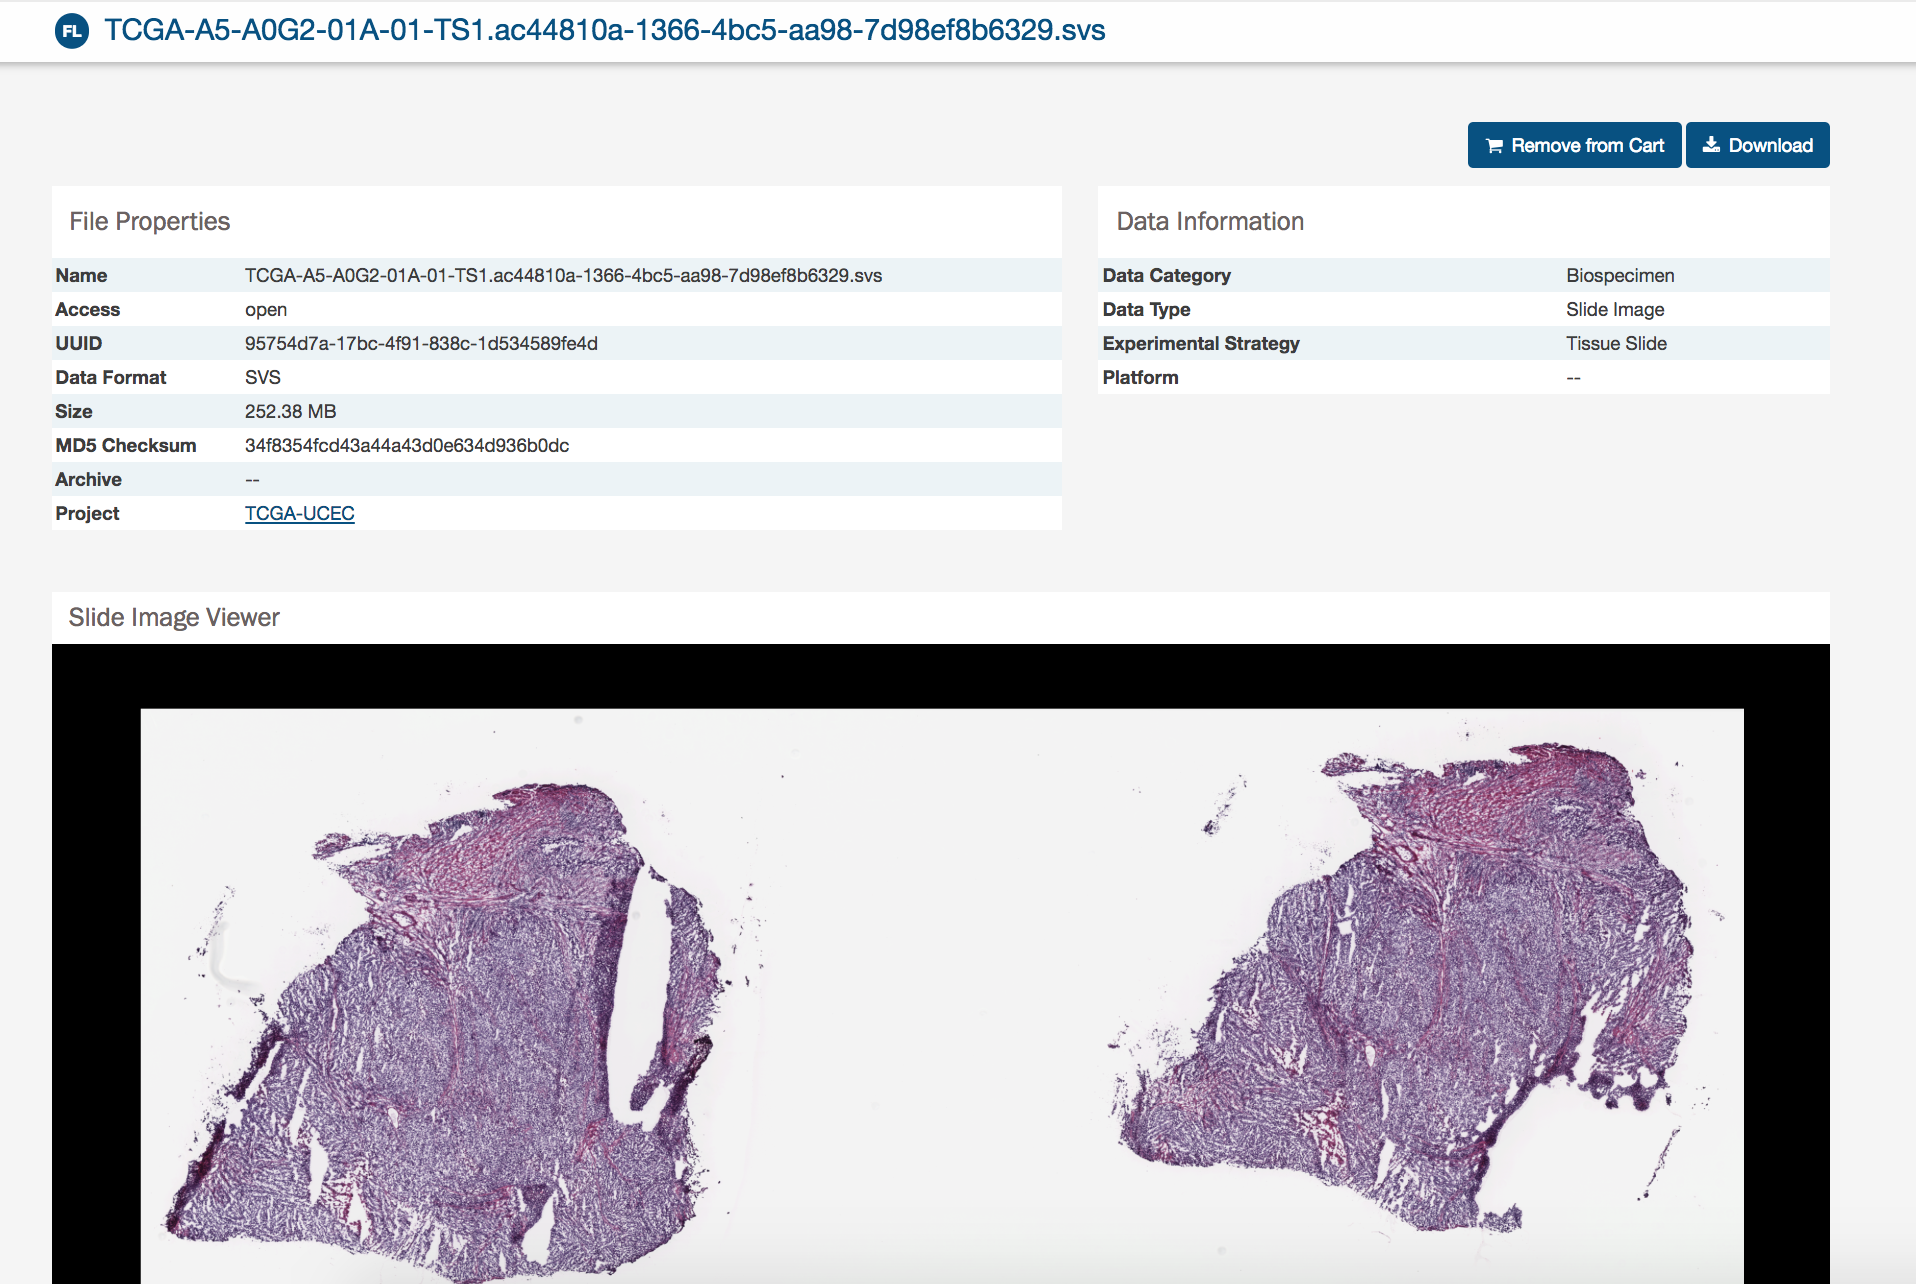 FL TCGA-A5-A0G2-01A-01-TS1.ac44810a-1366-4bc5-aa98-7d98ef8b6329.svs
Remove from Cart Download
File Properties
Name TCGA-A5-A0G2-01A-01-TS1.ac44810a-1366-4bc5-aa98-7d98ef8b6329.svs
Access open
UUID 95754d7a-17bc-4f91-838c-1d534589fe4d
Data Format SVS
Size 252.38 MB
MD5 Checksum 34f8354fcd43a44a43d0e634d936b0dc
Archive --
Project TCGA-UCEC
Data Information
Data Category Biospecimen
Data Type Slide Image
Experimental Strategy Tissue Slide
Platform --
Slide Image Viewer